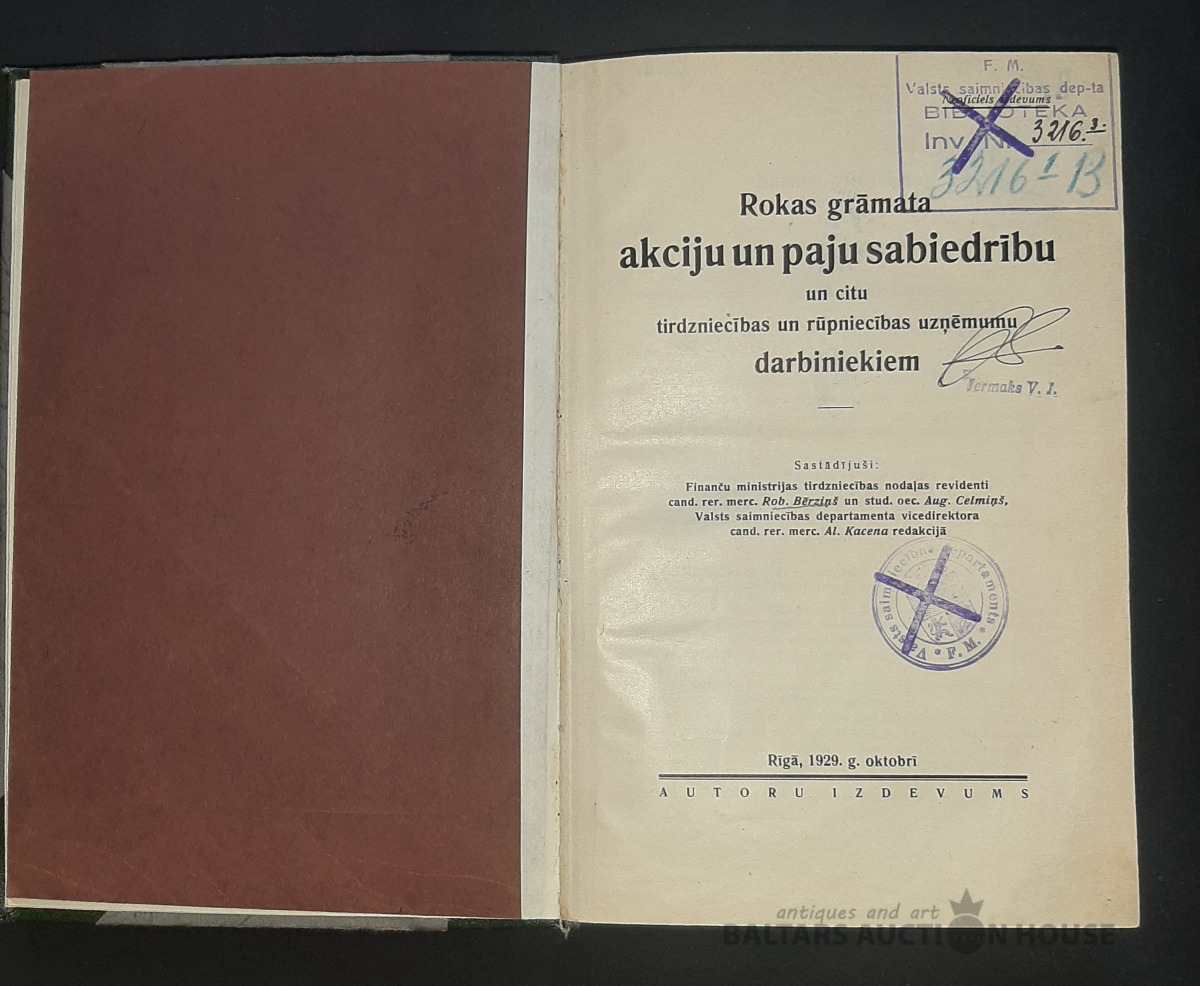 F. M.
Valsts saimniecības dep-ta
Neoficiels izdevums
BIBLIOTEKA
Inv. Nr. 3216.
3216 I B
Rokas grāmata
akciju un paju sabiedrību
un citu
tirdzniecības un rūpniecības uzņēmumu
darbiniekiem
Jermaks V. I.
Sastādījuši:
Finanču ministrijas tirdzniecības nodaļas revidenti
cand. rer. merc. Rob. Bērziņš un stud. oec. Aug. Celmiņš,
Valsts saimniecības departamenta vicedirektora
cand. rer. merc. Al. Kacena redakcijā
Valsts saimniecības departaments * F. M. *
Rīgā, 1929. g. oktobrī
AUTORU IZDEVUMS
antiques and art
BALTARS AUCTION HOUSE